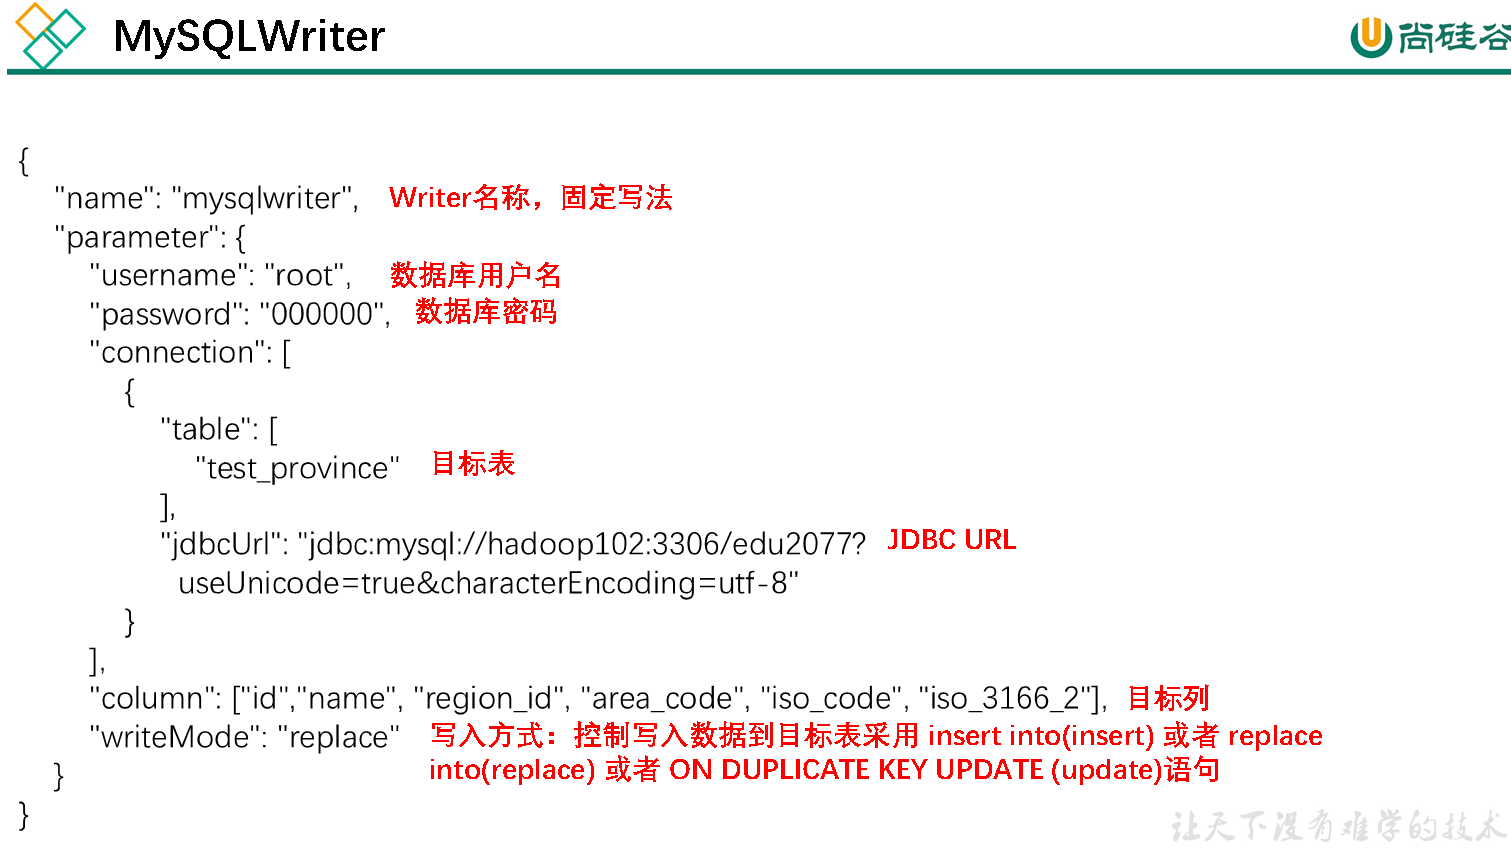 MySQLWriter
尚硅谷
{
"name": "mysqlwriter", Writer名称，固定写法
"parameter": {
"username": "root", 数据库用户名
"password": "000000", 数据库密码
"connection": [
{
"table": [
"test_province" 目标表
],
"jdbcUrl": "jdbc:mysql://hadoop102:3306/edu2077? JDBC URL
useUnicode=true&characterEncoding=utf-8"
}
],
"column": ["id","name", "region_id", "area_code", "iso_code", "iso_3166_2"], 目标列
"writeMode": "replace" 写入方式：控制写入数据到目标表采用 insert into(insert) 或者 replace
into(replace) 或者 ON DUPLICATE KEY UPDATE (update)语句
}
}
让天下没有难学的技术